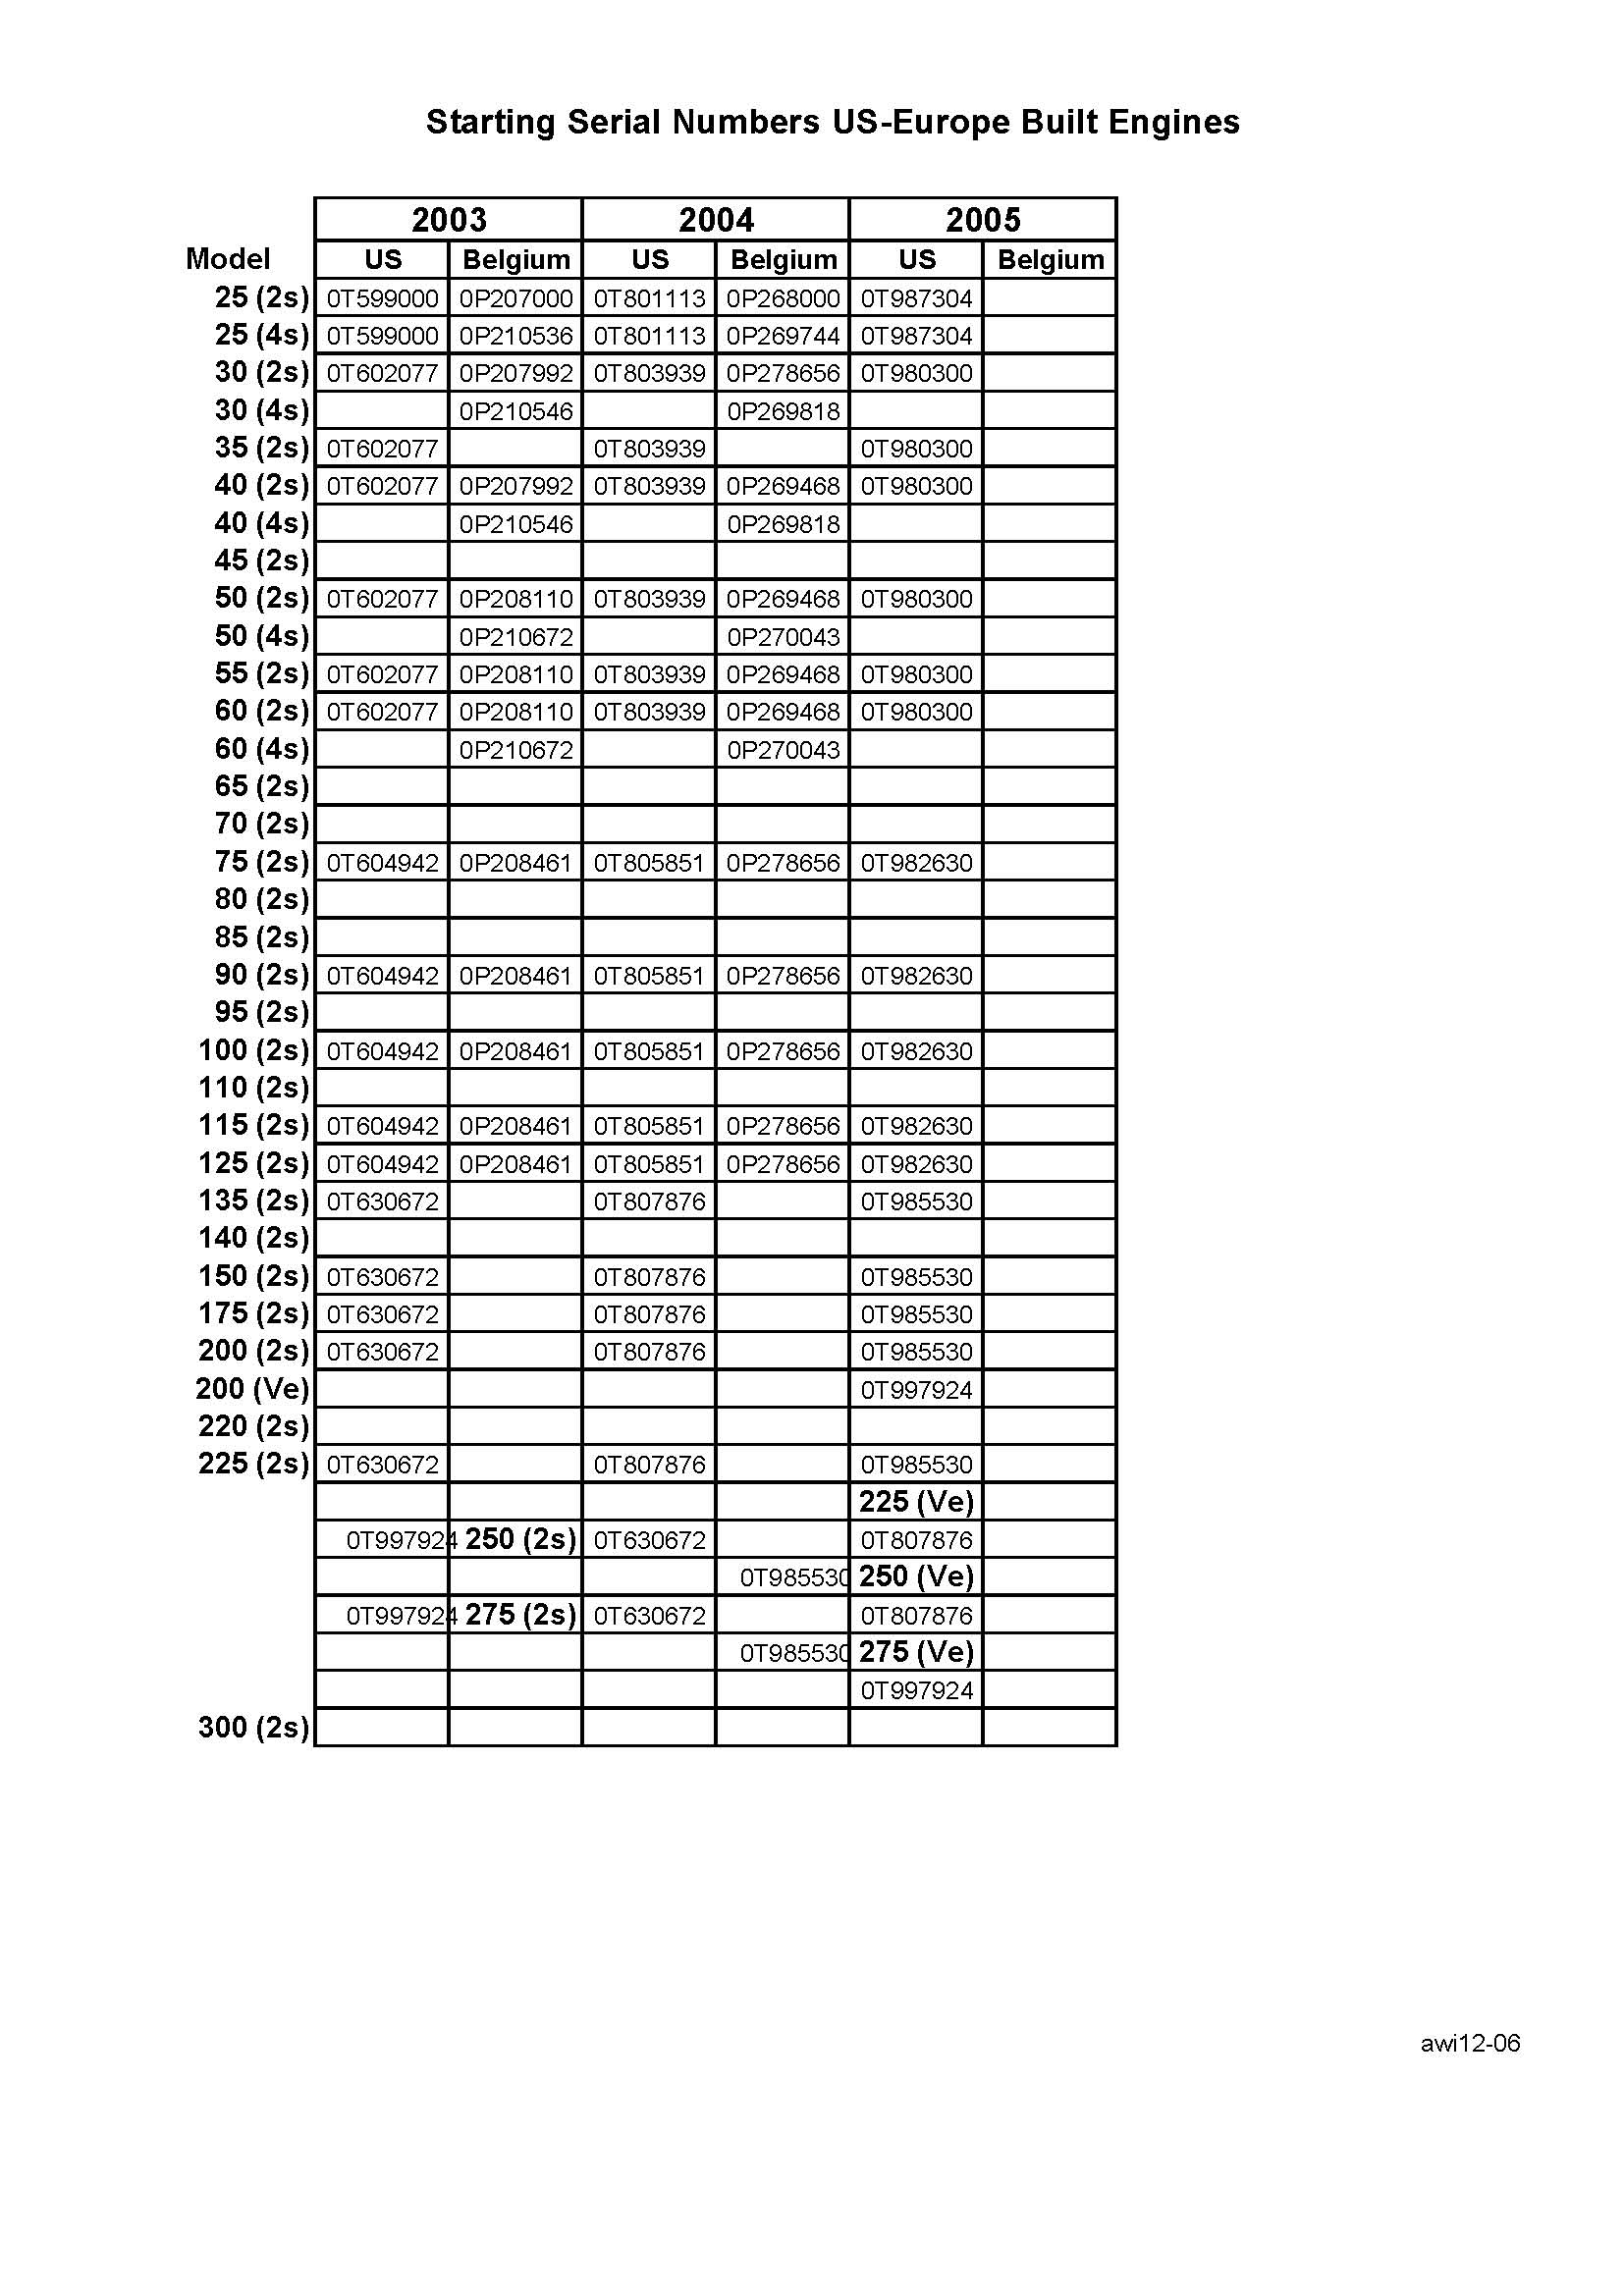 Starting Serial Numbers US-Europe Built Engines
2003 2004 2005
Model US Belgium US Belgium US Belgium
25 (2s) 0T599000 0P207000 0T801113 0P268000 0T987304
25 (4s) 0T599000 0P210536 0T801113 0P269744 0T987304
30 (2s) 0T602077 0P207992 0T803939 0P278656 0T980300
30 (4s) 0P210546 0P269818
35 (2s) 0T602077 0T803939 0T980300
40 (2s) 0T602077 0P207992 0T803939 0P269468 0T980300
40 (4s) 0P210546 0P269818
45 (2s)
50 (2s) 0T602077 0P208110 0T803939 0P269468 0T980300
50 (4s) 0P210672 0P270043
55 (2s) 0T602077 0P208110 0T803939 0P269468 0T980300
60 (2s) 0T602077 0P208110 0T803939 0P269468 0T980300
60 (4s) 0P210672 0P270043
65 (2s)
70 (2s)
75 (2s) 0T604942 0P208461 0T805851 0P278656 0T982630
80 (2s)
85 (2s)
90 (2s) 0T604942 0P208461 0T805851 0P278656 0T982630
95 (2s)
100 (2s) 0T604942 0P208461 0T805851 0P278656 0T982630
110 (2s)
115 (2s) 0T604942 0P208461 0T805851 0P278656 0T982630
125 (2s) 0T604942 0P208461 0T805851 0P278656 0T982630
135 (2s) 0T630672 0T807876 0T985530
140 (2s)
150 (2s) 0T630672 0T807876 0T985530
175 (2s) 0T630672 0T807876 0T985530
200 (2s) 0T630672 0T807876 0T985530
200 (Ve) 0T997924
220 (2s)
225 (2s) 0T630672 0T807876 0T985530
225 (Ve)
0T997924 250 (2s) 0T630672 0T807876
0T985530 250 (Ve)
0T997924 275 (2s) 0T630672 0T807876
0T985530 275 (Ve)
0T997924
300 (2s)
awi12-06